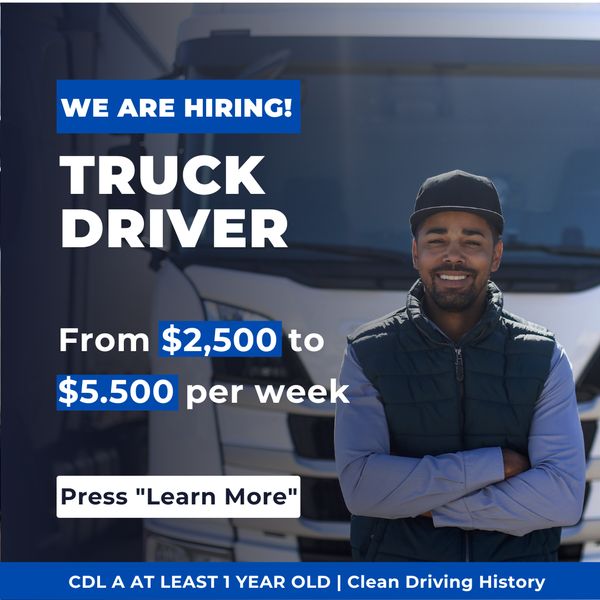 WE ARE HIRING!
TRUCK
DRIVER
From $2,500 to
$5.500 per week
Press "Learn More"
CDL A AT LEAST 1 YEAR OLD | Clean Driving History